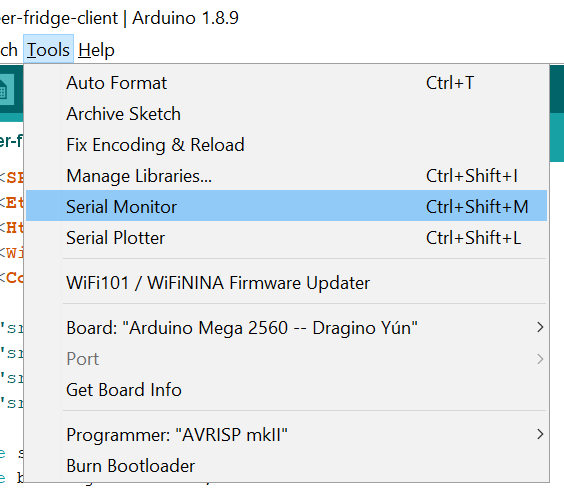 er-fridge-client | Arduino 1.8.9
ch Tools Help
Auto Format Ctrl+T
Archive Sketch
er-f
Fix Encoding & Reload
<SP
Manage Libraries... Ctrl+Shift+I
<Et
Serial Monitor Ctrl+Shift+M
<Ht
Serial Plotter Ctrl+Shift+L
<Wi
<Co
WiFi101 / WiFiNINA Firmware Updater
"sr
Board: "Arduino Mega 2560 -- Dragino Yún"
"sr
Port
"sr
Get Board Info
"sr
Programmer: "AVRISP mkII"
e s
Burn Bootloader
e b